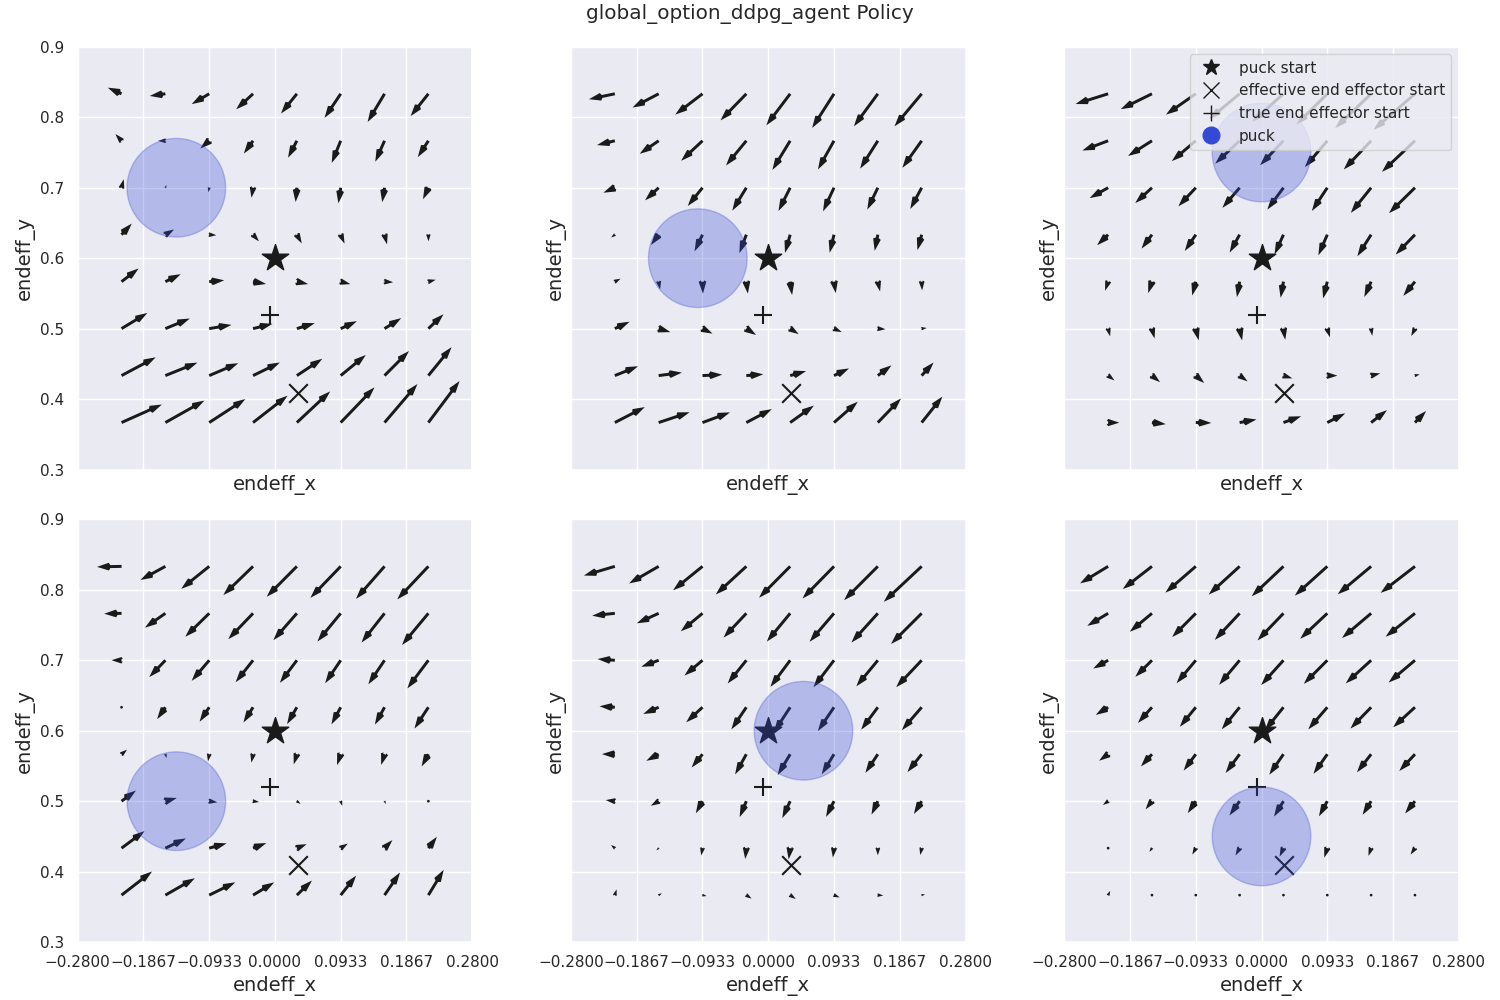 global_option_ddpg_agent Policy
0.9
0.8
0.7
0.6
0.5
0.4
0.3
endeff_y
endeff_x
endeff_y
endeff_x
puck start
effective end effector start
true end effector start
puck
endeff_y
endeff_x
0.9
0.8
0.7
0.6
0.5
0.4
0.3
endeff_y
−0.2800 −0.1867 −0.0933 0.0000 0.0933 0.1867 0.2800
endeff_x
endeff_y
−0.2800 −0.1867 −0.0933 0.0000 0.0933 0.1867 0.2800
endeff_x
endeff_y
−0.2800 −0.1867 −0.0933 0.0000 0.0933 0.1867 0.2800
endeff_x